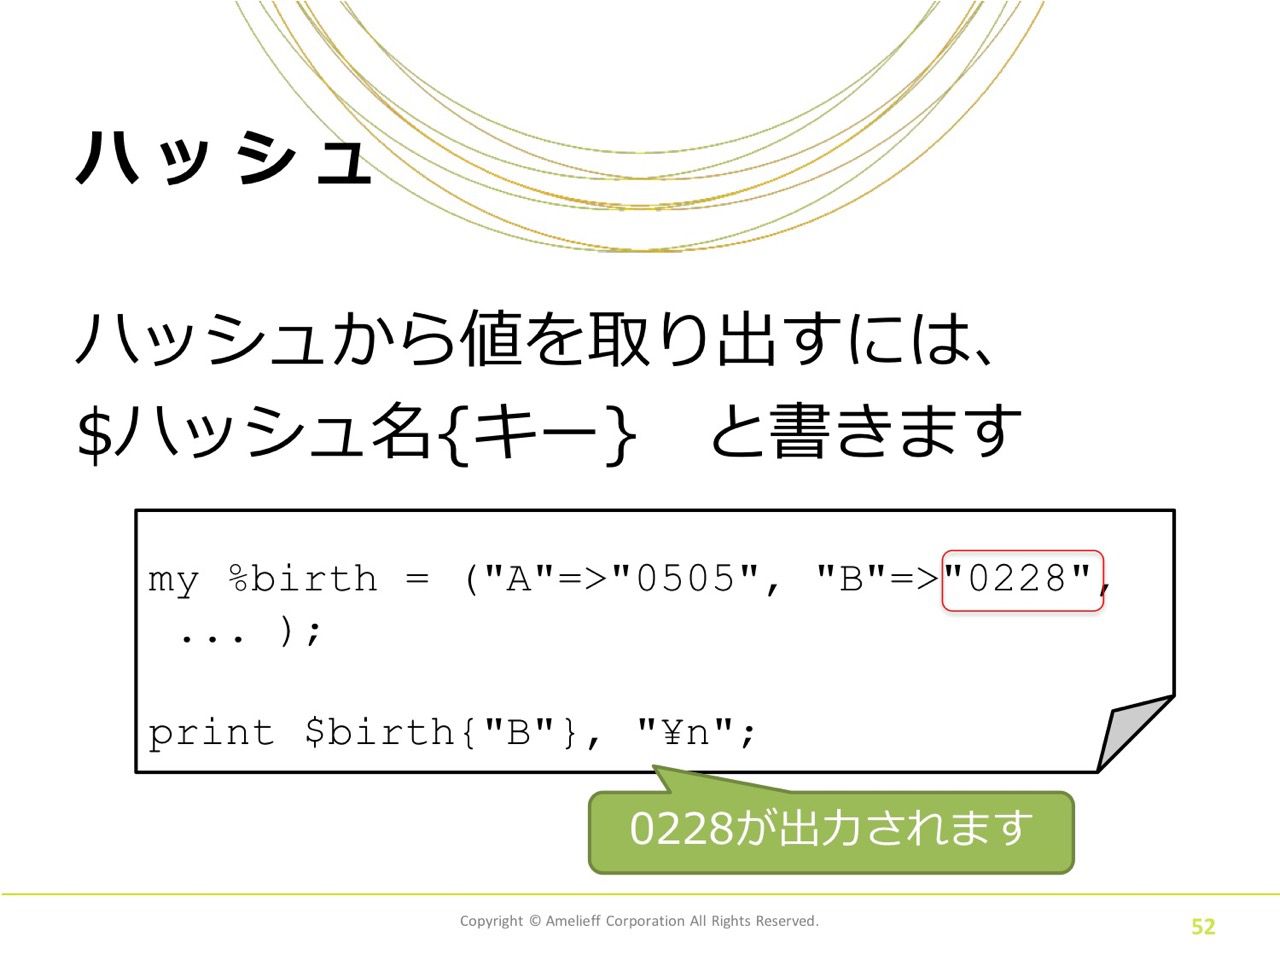 ハッシュ
ハッシュから値を取り出すには、
$ハッシュ名{キー}　と書きます
my %birth = ("A"=>"0505", "B"=>"0228",
... );
print $birth{"B"}, "¥n";
0228が出力されます
Copyright © Amelieff Corporation All Rights Reserved.
52